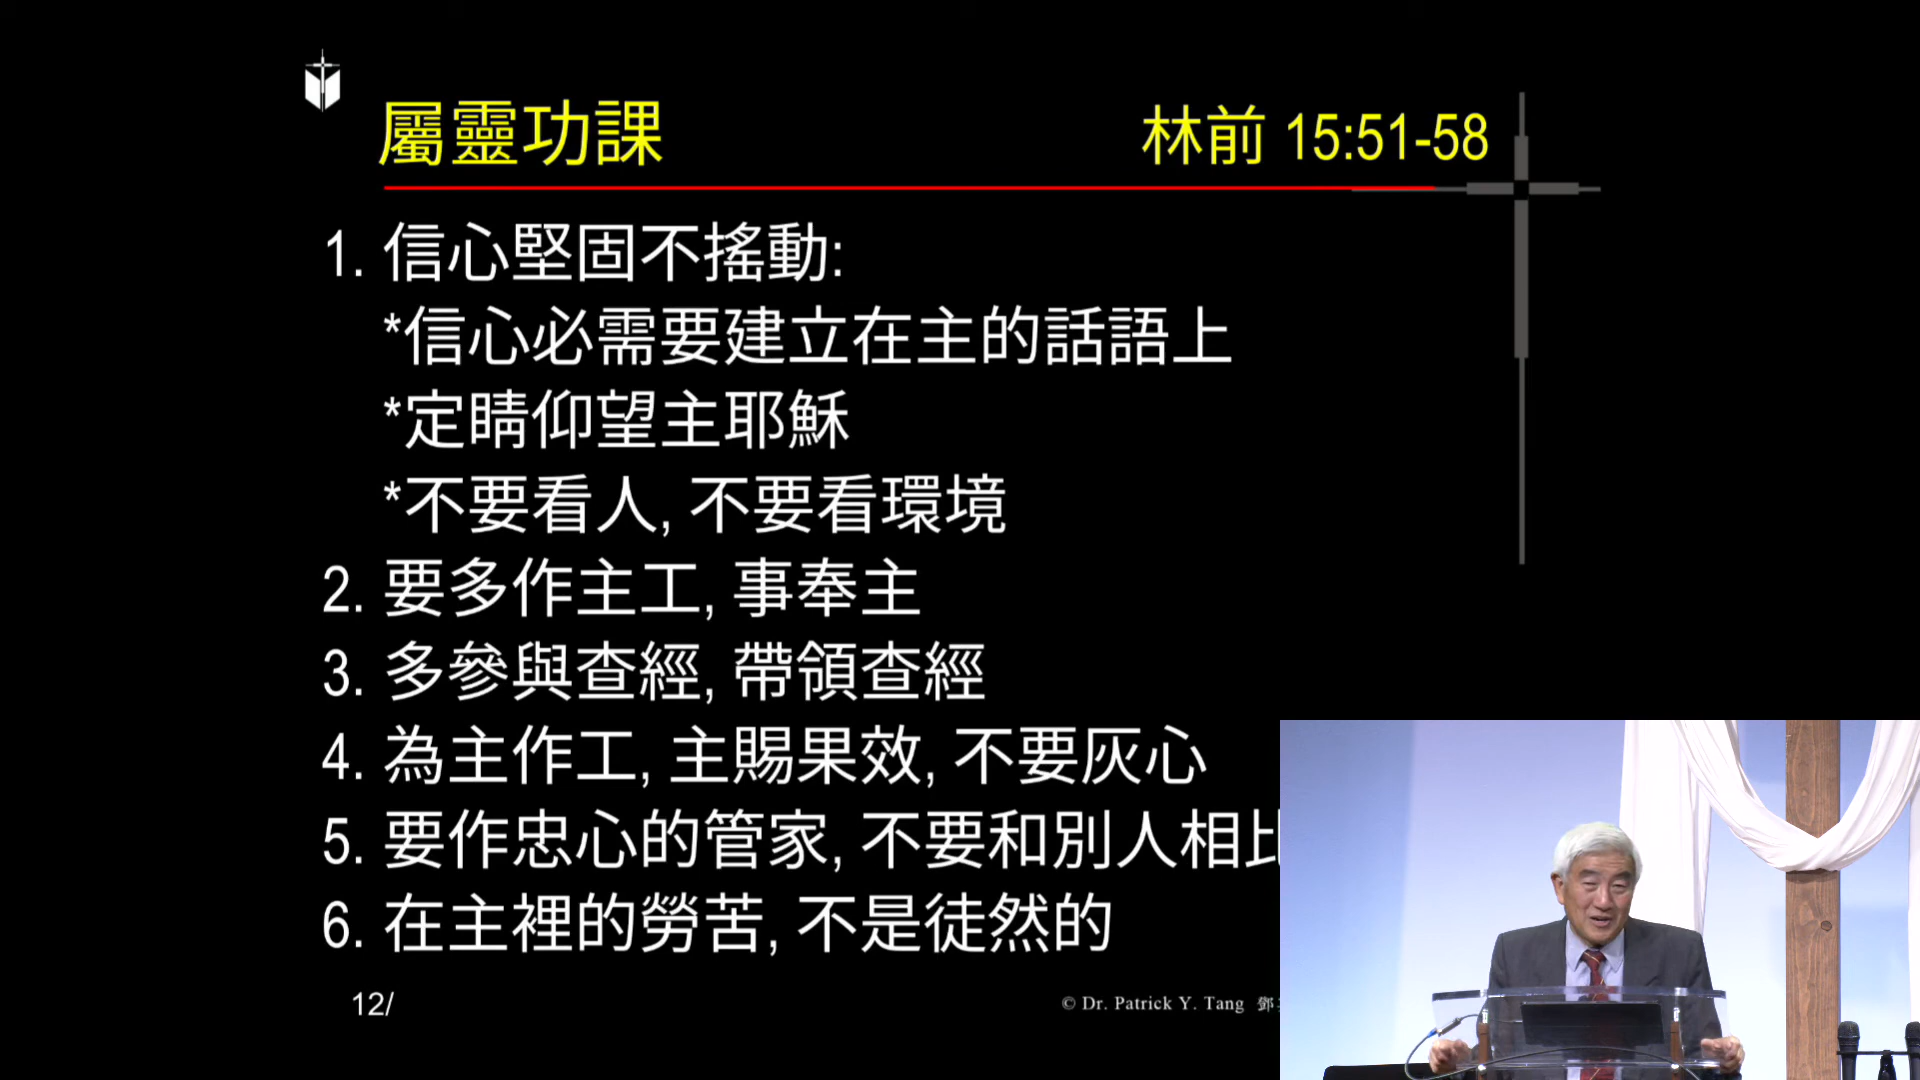 屬靈功課
林前 15:51-58
1. 信心堅固不搖動:
*信心必需要建立在主的話語上
*定睛仰望主耶穌
*不要看人, 不要看環境
2. 要多作主工, 事奉主
3. 多參與查經, 帶領查經
4. 為主作工, 主賜果效, 不要灰心
5. 要作忠心的管家, 不要和別人相比
6. 在主裡的勞苦, 不是徒然的
12/
© Dr. Patrick Y. Tang 鄧